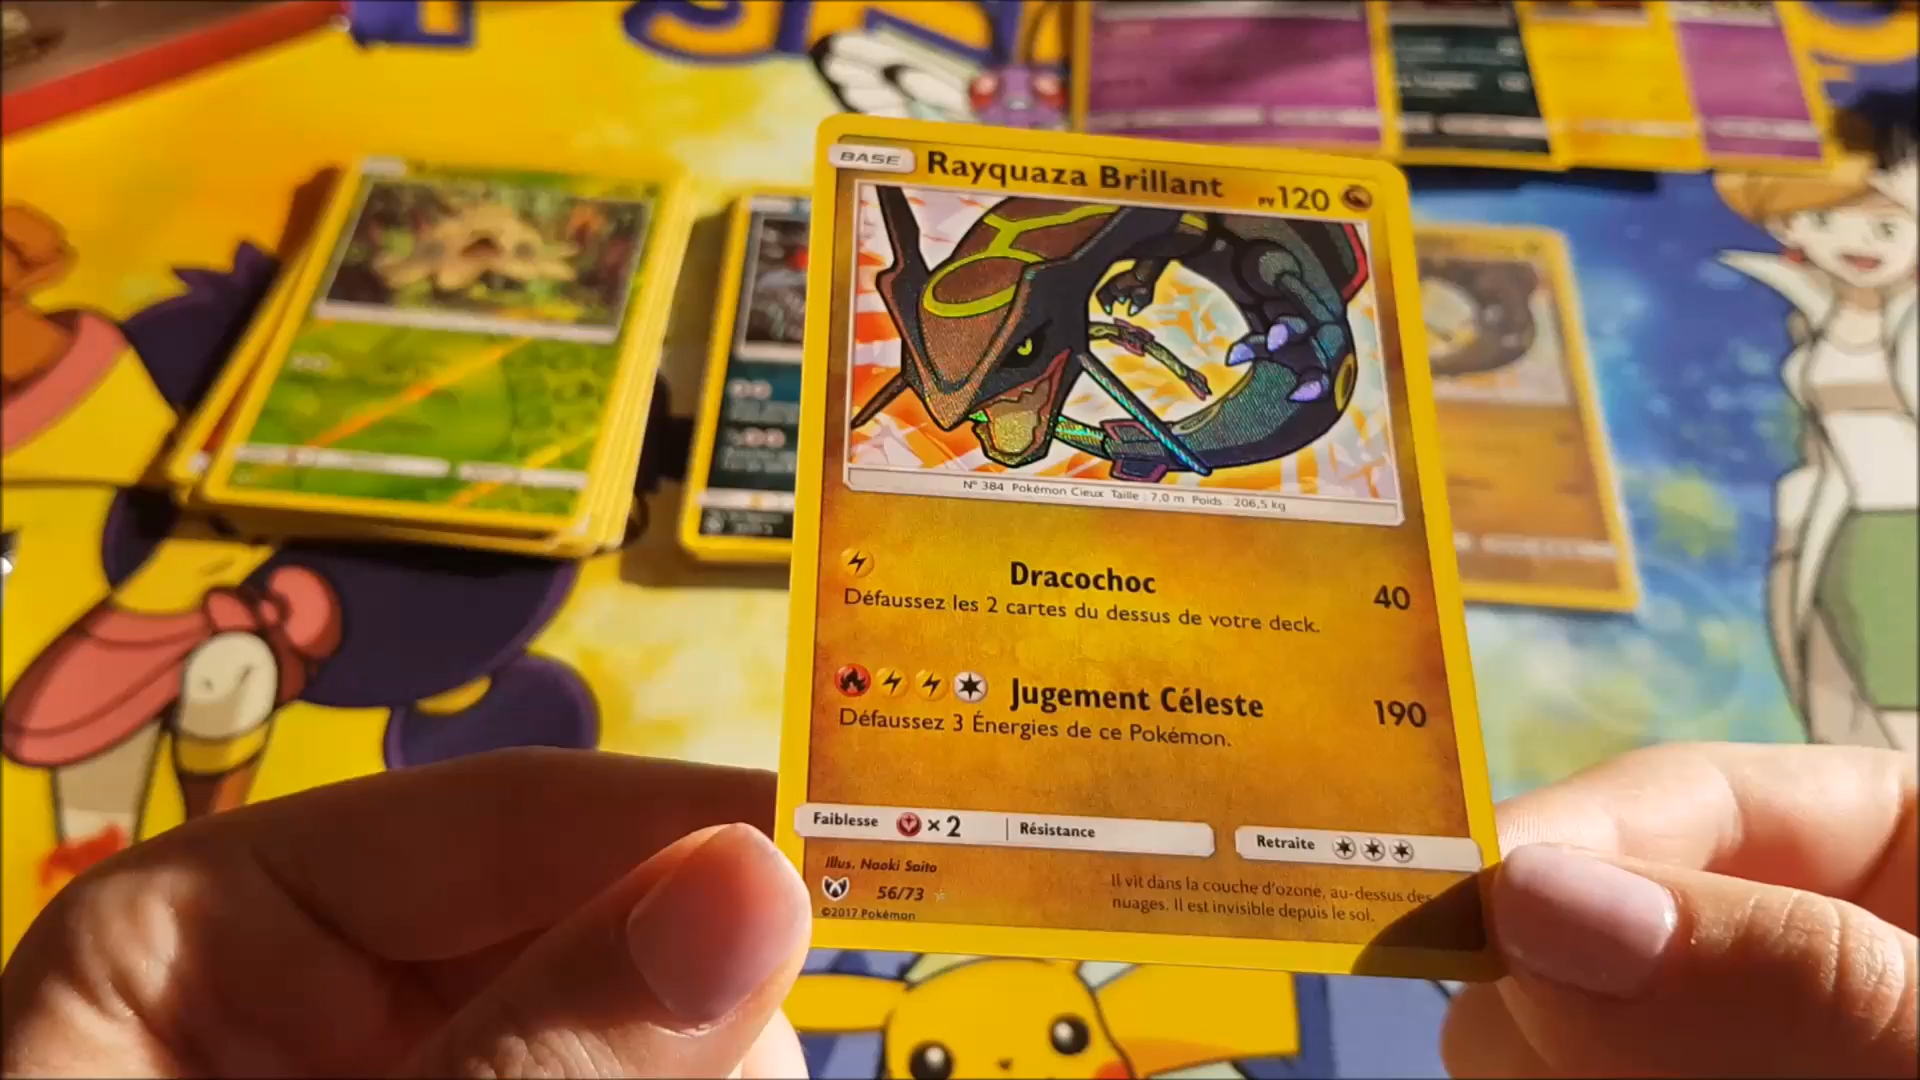 BASE Rayquaza Brillant PV120
N° 384 Pokémon Cieux Taille : 7,0 m Poids : 206,5 kg
Dracochoc 40
Défaussez les 2 cartes du dessus de votre deck.
Jugement Céleste 190
Défaussez 3 Énergies de ce Pokémon.
Faiblesse ×2 Résistance Retraite
Illus. Naoki Saito
56/73
©2017 Pokémon
Il vit dans la couche d'ozone, au-dessus des
nuages. Il est invisible depuis le sol.